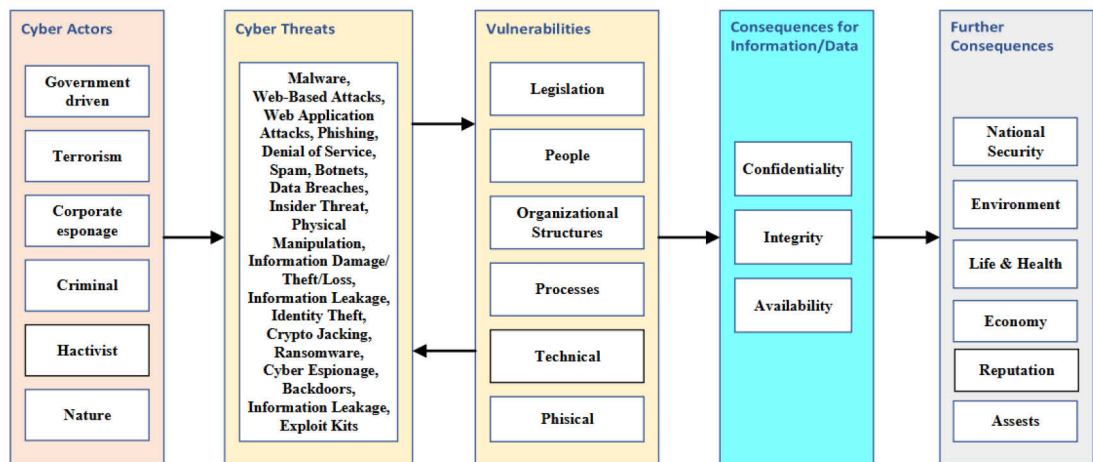 Cyber Actors
Government
driven
Terrorism
Corporate
esponage
Criminal
Hactivist
Nature
Cyber Threats
Malware,
Web-Based Attacks,
Web Application
Attacks, Phishing,
Denial of Service,
Spam, Botnets,
Data Breaches,
Insider Threat,
Physical
Manipulation,
Information Damage/
Theft/Loss,
Information Leakage,
Identity Theft,
Crypto Jacking,
Ransomware,
Cyber Espionage,
Backdoors,
Information Leakage,
Exploit Kits
Vulnerabilities
Legislation
People
Organizational
Structures
Processes
Technical
Phisical
Consequences for
Information/Data
Confidentiality
Integrity
Availability
Further
Consequences
National
Security
Environment
Life & Health
Economy
Reputation
Assests